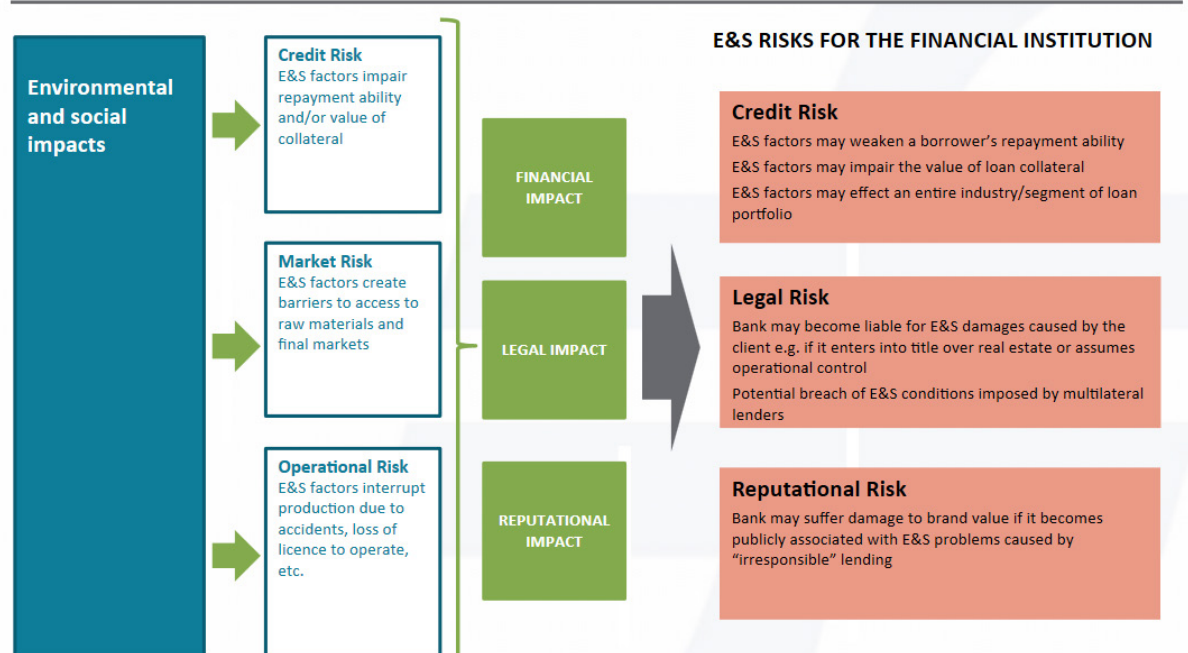 Environmental
and social
impacts
Credit Risk
E&S factors impair
repayment ability
and/or value of
collateral
Market Risk
E&S factors create
barriers to access to
raw materials and
final markets
Operational Risk
E&S factors interrupt
production due to
accidents, loss of
licence to operate,
etc.
FINANCIAL
IMPACT
LEGAL IMPACT
REPUTATIONAL
IMPACT
E&S RISKS FOR THE FINANCIAL INSTITUTION
Credit Risk
E&S factors may weaken a borrower’s repayment ability
E&S factors may impair the value of loan collateral
E&S factors may effect an entire industry/segment of loan
portfolio
Legal Risk
Bank may become liable for E&S damages caused by the
client e.g. if it enters into title over real estate or assumes
operational control
Potential breach of E&S conditions imposed by multilateral
lenders
Reputational Risk
Bank may suffer damage to brand value if it becomes
publicly associated with E&S problems caused by
“irresponsible” lending